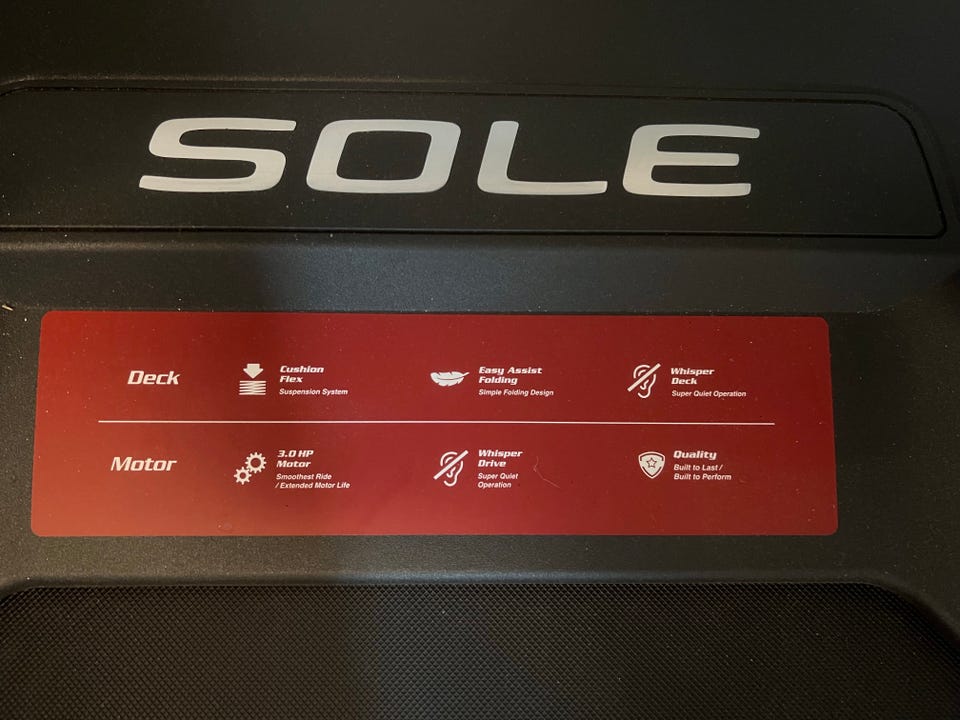 SOLE
Deck
Cushion
Flex
Suspension System
Easy Assist
Folding
Simple Folding Design
Whisper
Deck
Super Quiet Operation
Motor
3.0 HP
Motor
Smoothest Ride
/ Extended Motor Life
Whisper
Drive
Super Quiet
Operation
Quality
Built to Last /
Built to Perform